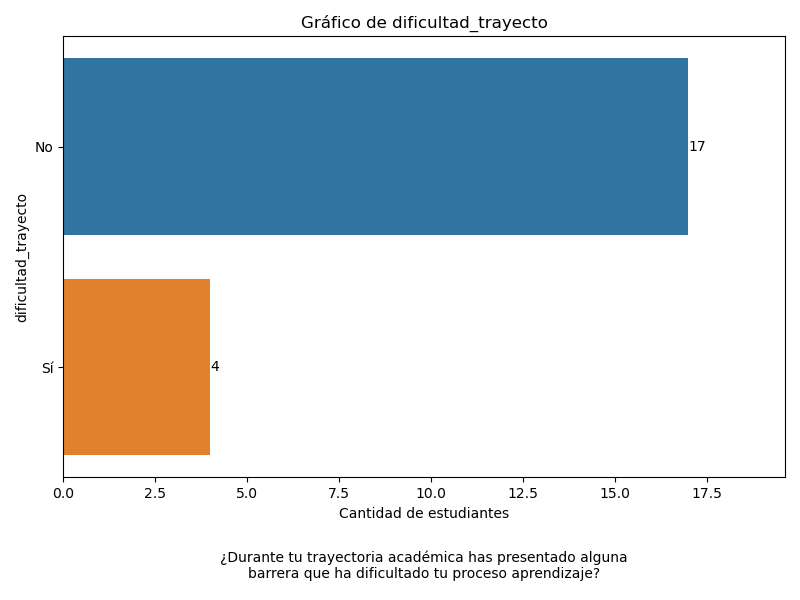 Gráfico de dificultad_trayecto
dificultad_trayecto
No
17
Sí
4
0.0 2.5 5.0 7.5 10.0 12.5 15.0 17.5
Cantidad de estudiantes
¿Durante tu trayectoria académica has presentado alguna
barrera que ha dificultado tu proceso aprendizaje?